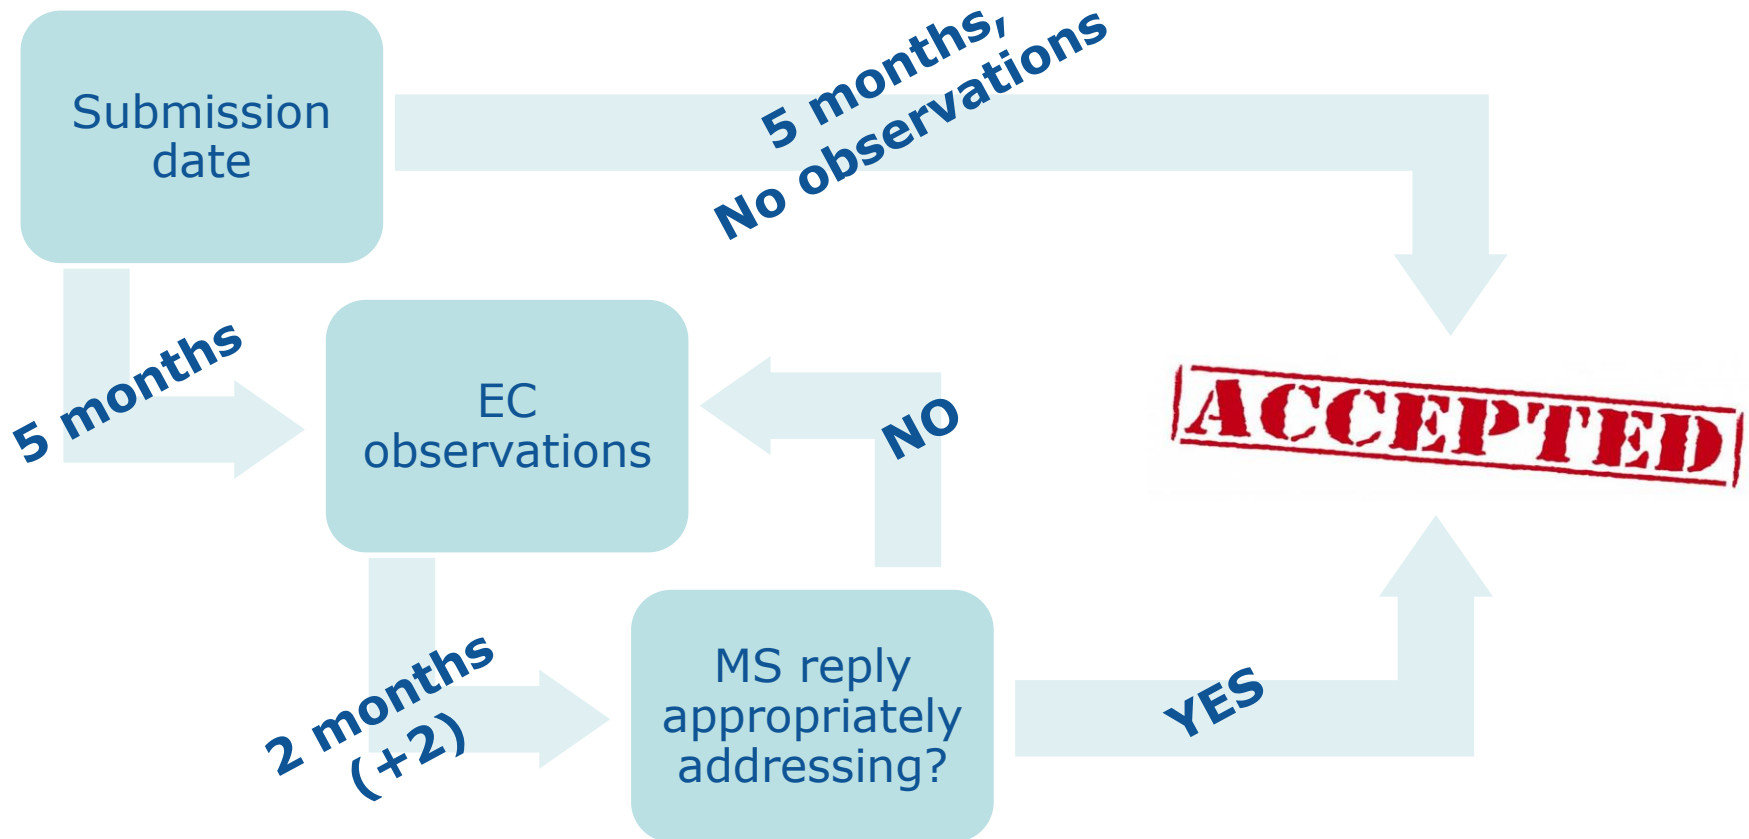 Submission
date
5 months,
No observations
5 months
EC
observations
NO
ACCEPTED
2 months
(+2)
MS reply
appropriately
addressing?
YES